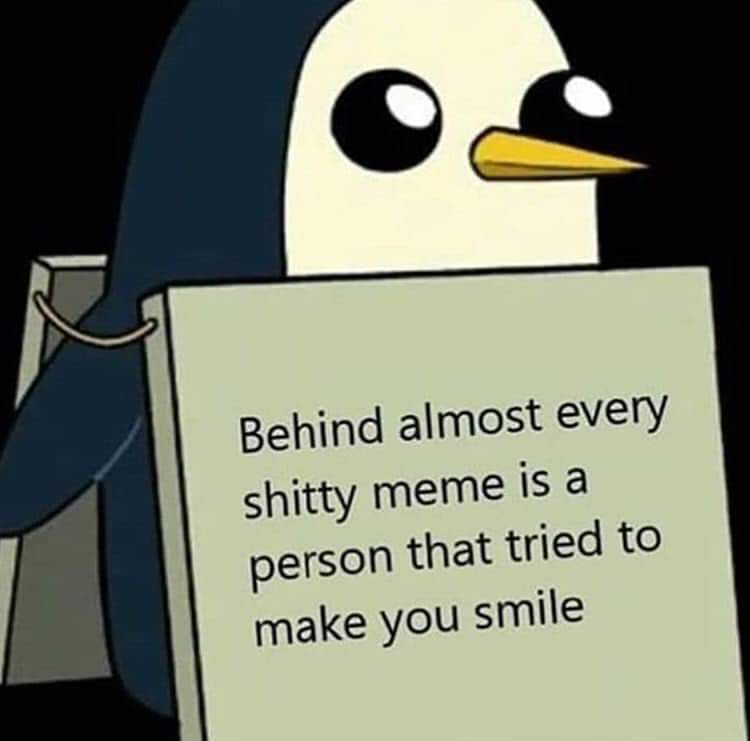 Behind almost every
shitty meme is a
person that tried to
make you smile